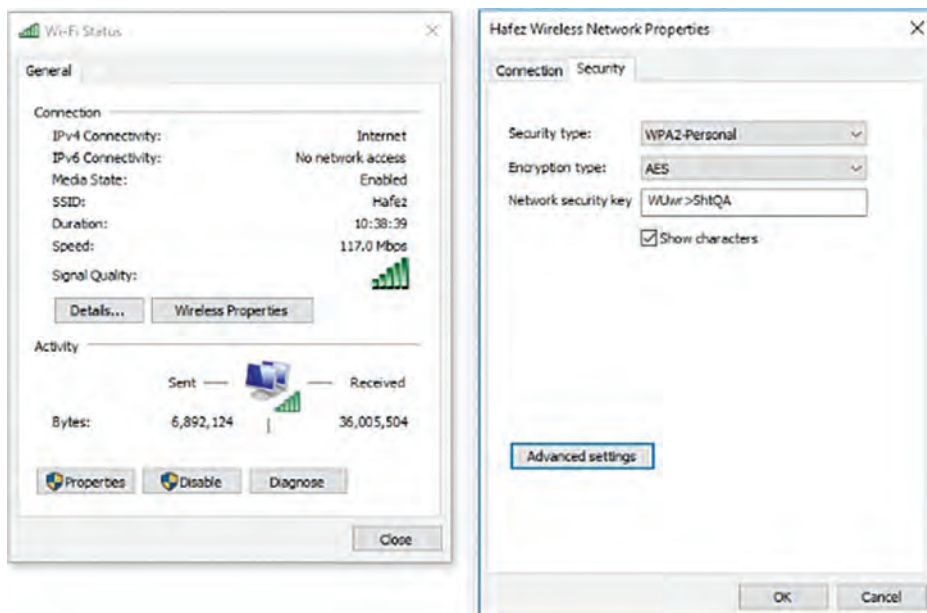 Wi-Fi Status
General
Connection
IPv4 Connectivity: Internet
IPv6 Connectivity: No network access
Media State: Enabled
SSID: Hafez
Duration: 10:38:39
Speed: 117.0 Mbps
Signal Quality:
Details... Wireless Properties
Activity
Sent Received
Bytes: 6,892,124 36,005,504
Properties Disable Diagnose
Close
Hafez Wireless Network Properties
Connection Security
Security type: WPA2-Personal
Encryption type: AES
Network security key WUwr>ShtQA
Show characters
Advanced settings
OK Cancel